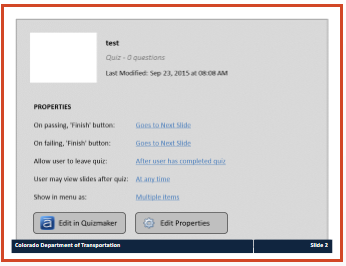 test
Quiz - 0 questions
Last Modified: Sep 23, 2015 at 08:08 AM
PROPERTIES
On passing, 'Finish' button: Goes to Next Slide
On failing, 'Finish' button: Goes to Next Slide
Allow user to leave quiz: After user has completed quiz
User may view slides after quiz: At any time
Show in menu as: Multiple items
Edit in Quizmaker Edit Properties
Colorado Department of Transportation Slide 2